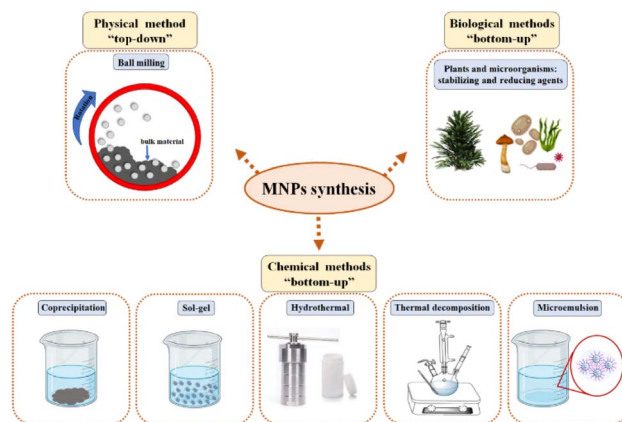 Physical method
“top-down”
Ball milling
Rotation
bulk material
Biological methods
“bottom-up”
Plants and microorganisms:
stabilizing and reducing agents
MNPs synthesis
Chemical methods
“bottom-up”
Coprecipitation
Sol-gel
Hydrothermal
Thermal decomposition
Microemulsion